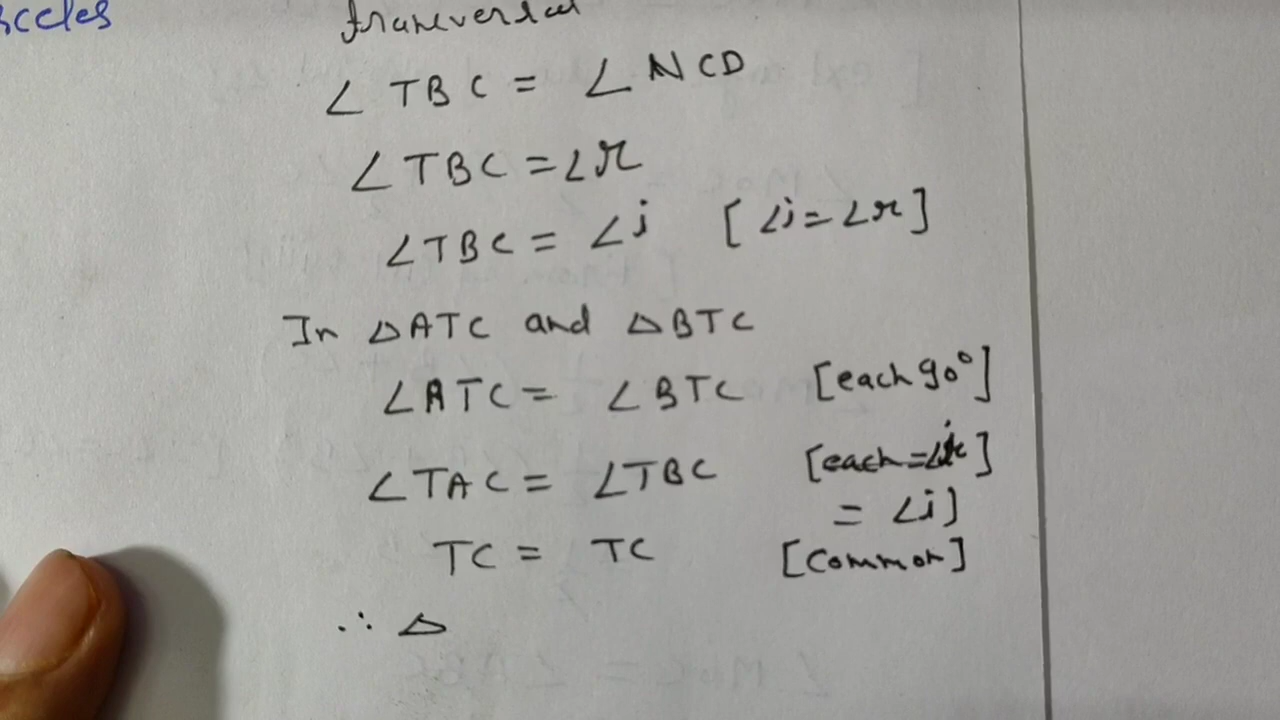 transversal
∠TBC = ∠NCD
∠TBC = ∠r
∠TBC = ∠i [∠i = ∠r]
In △ATC and △BTC
∠ATC = ∠BTC [each 90°]
∠TAC = ∠TBC [each = ∠i]
= ∠i]
TC = TC [Common]
∴ △